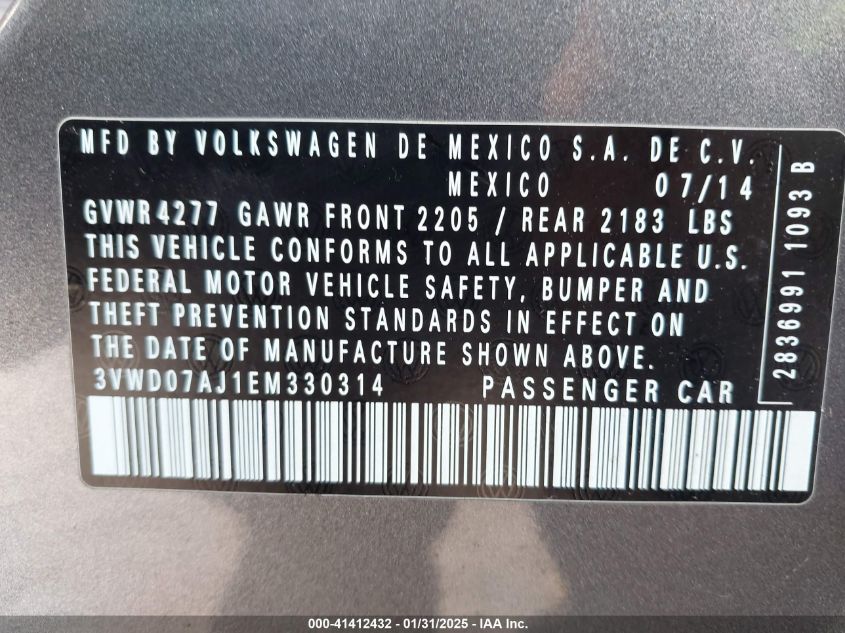 MFD BY VOLKSWAGEN DE MEXICO S.A. DE C.V.
MEXICO 07/14
GVWR4277 GAWR FRONT 2205 / REAR 2183 LBS
THIS VEHICLE CONFORMS TO ALL APPLICABLE U.S.
FEDERAL MOTOR VEHICLE SAFETY, BUMPER AND
THEFT PREVENTION STANDARDS IN EFFECT ON
THE DATE OF MANUFACTURE SHOWN ABOVE.
3VWD07AJ1EM330314 PASSENGER CAR
2836991 1093 B
000-41412432 - 01/31/2025 - IAA Inc.